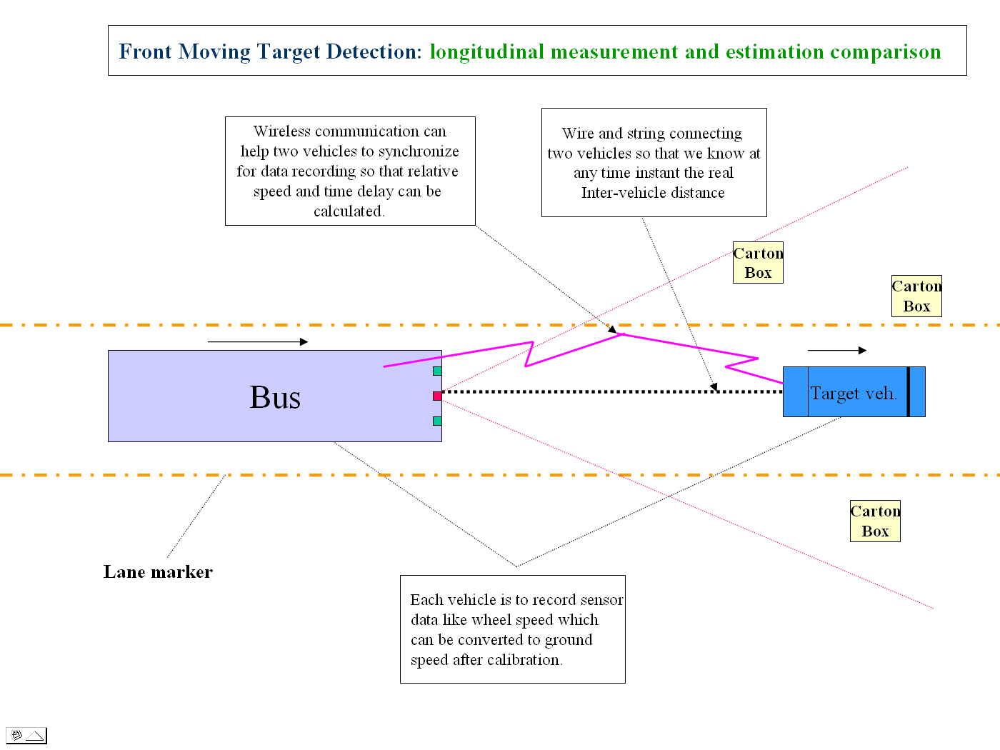 Front Moving Target Detection: longitudinal measurement and estimation comparison
Wireless communication can
help two vehicles to synchronize
for data recording so that relative
speed and time delay can be
calculated.
Wire and string connecting
two vehicles so that we know at
any time instant the real
Inter-vehicle distance
Carton
Box
Carton
Box
Bus
Target veh.
Carton
Box
Lane marker
Each vehicle is to record sensor
data like wheel speed which
can be converted to ground
speed after calibration.